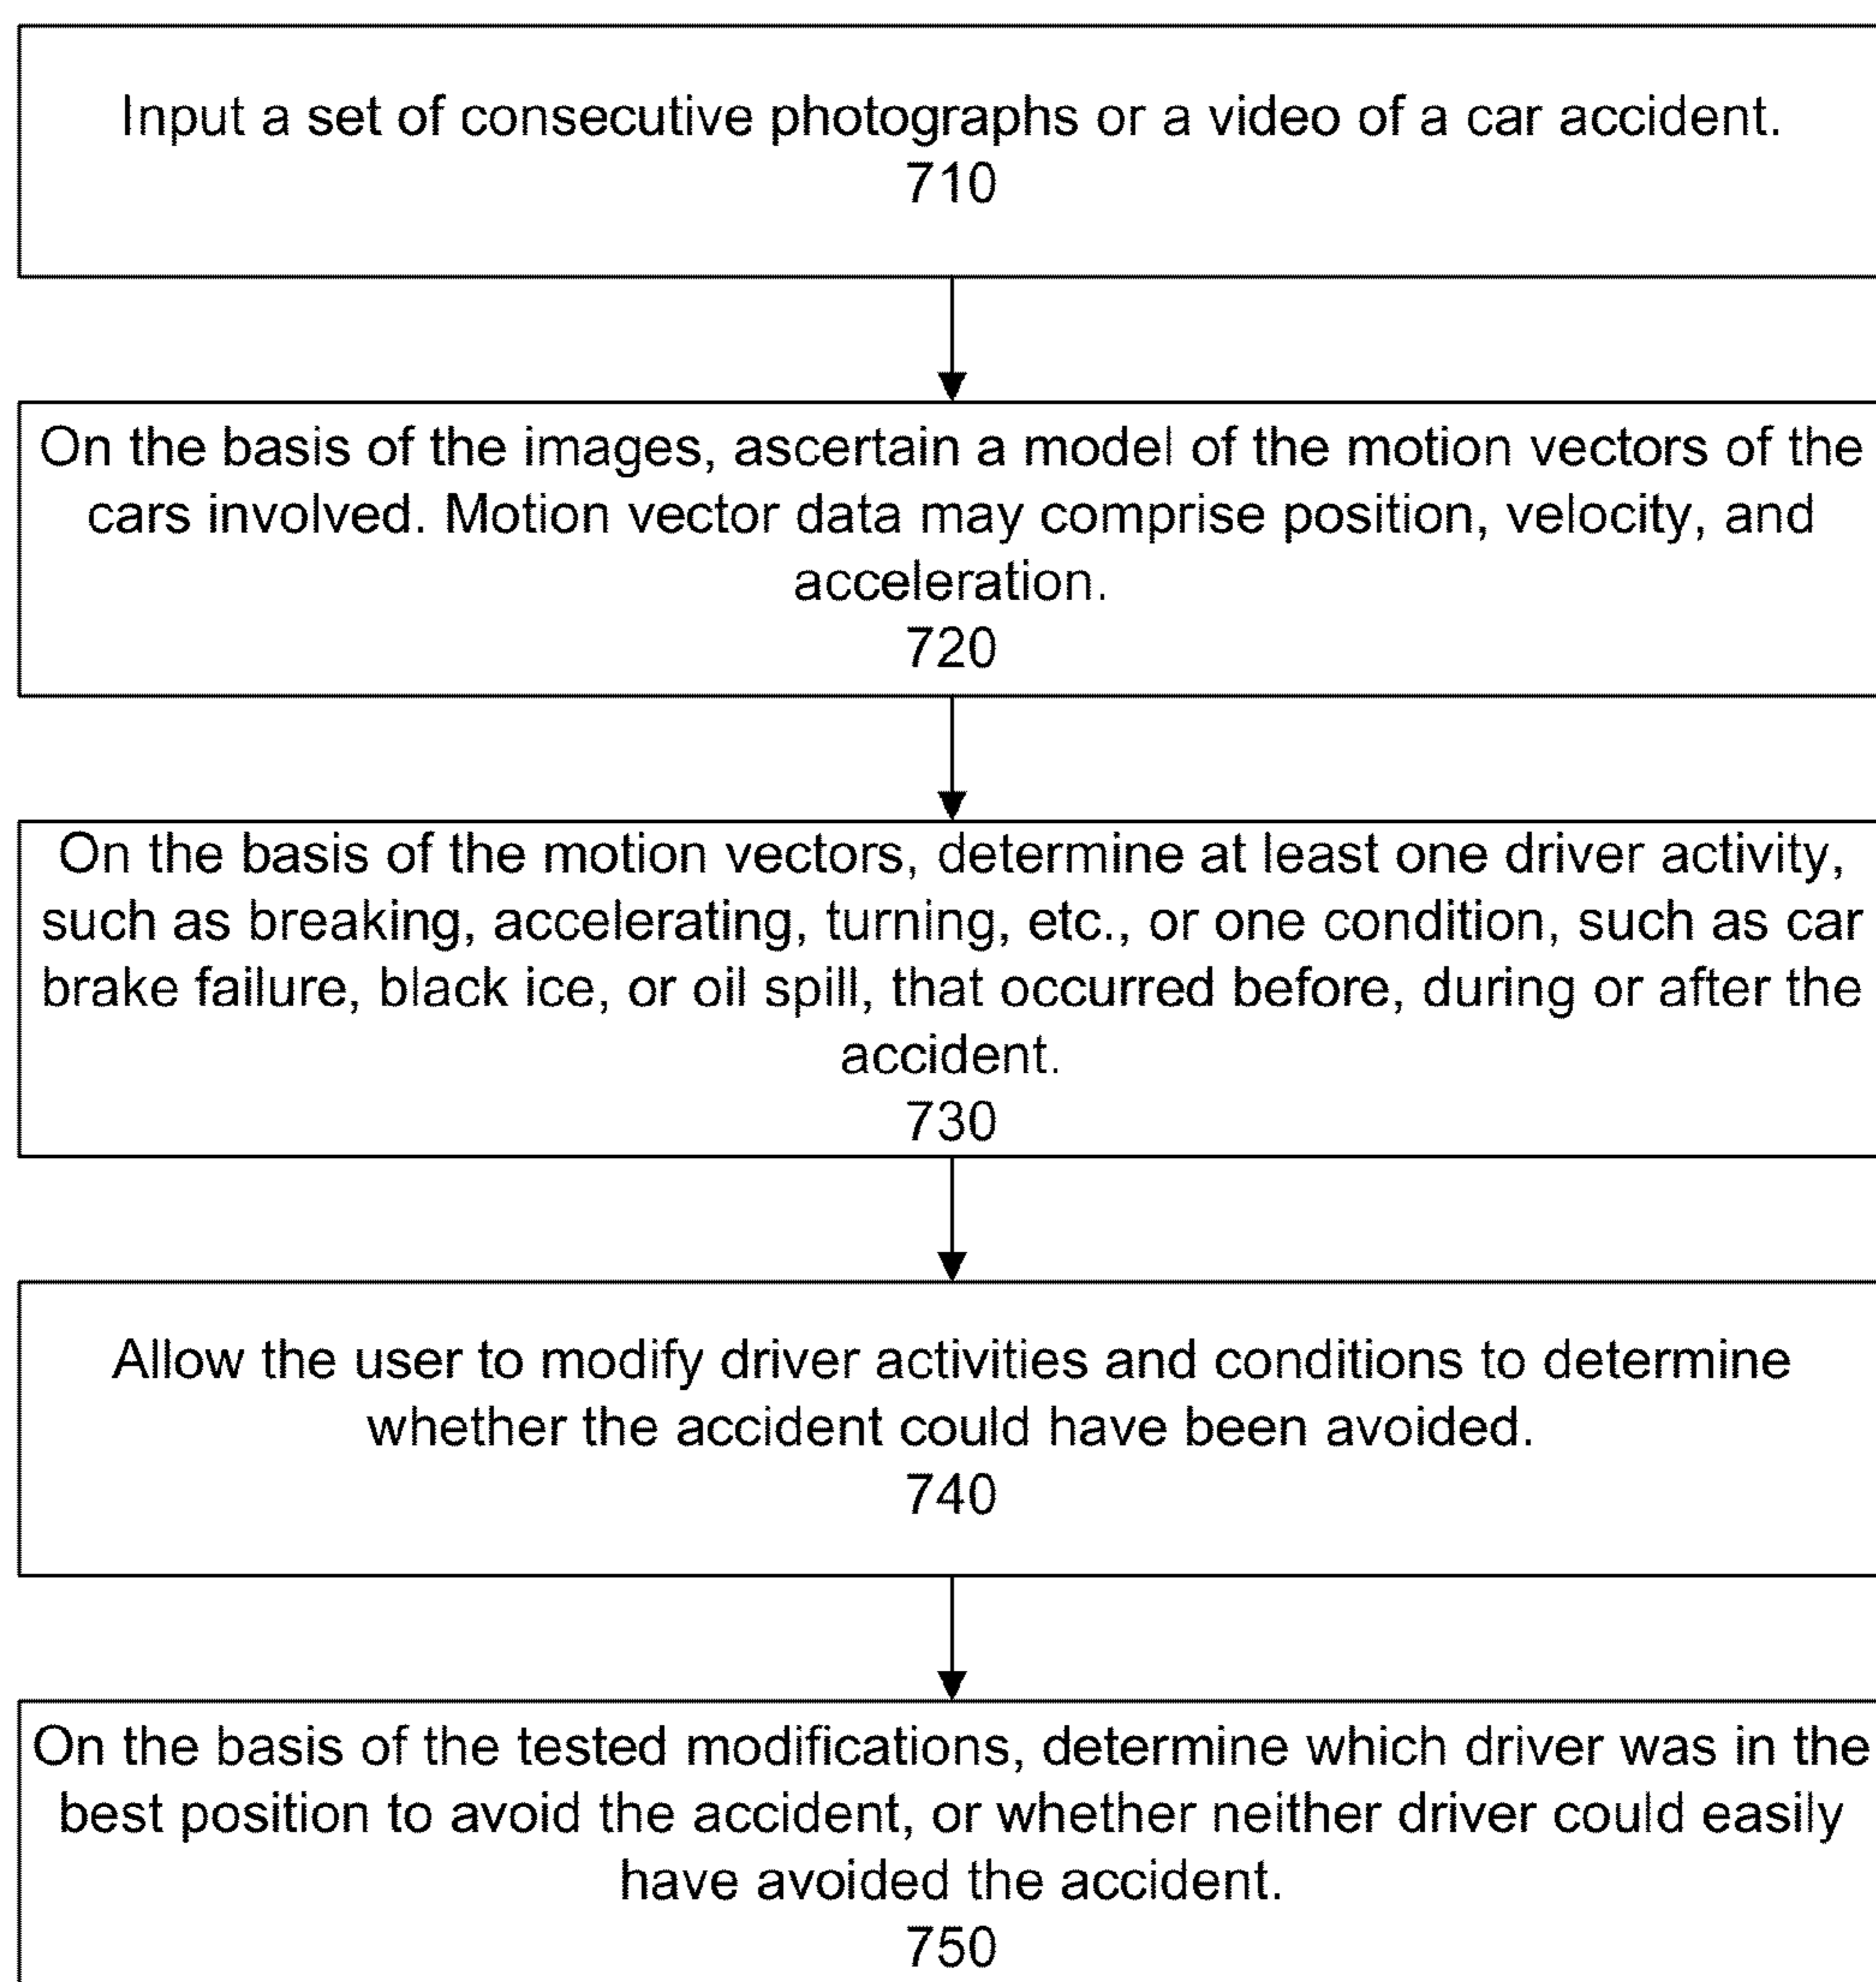 Input a set of consecutive photographs or a video of a car accident.
710
On the basis of the images, ascertain a model of the motion vectors of the
cars involved. Motion vector data may comprise position, velocity, and
acceleration.
720
On the basis of the motion vectors, determine at least one driver activity,
such as breaking, accelerating, turning, etc., or one condition, such as car
brake failure, black ice, or oil spill, that occurred before, during or after the
accident.
730
Allow the user to modify driver activities and conditions to determine
whether the accident could have been avoided.
740
On the basis of the tested modifications, determine which driver was in the
best position to avoid the accident, or whether neither driver could easily
have avoided the accident.
750